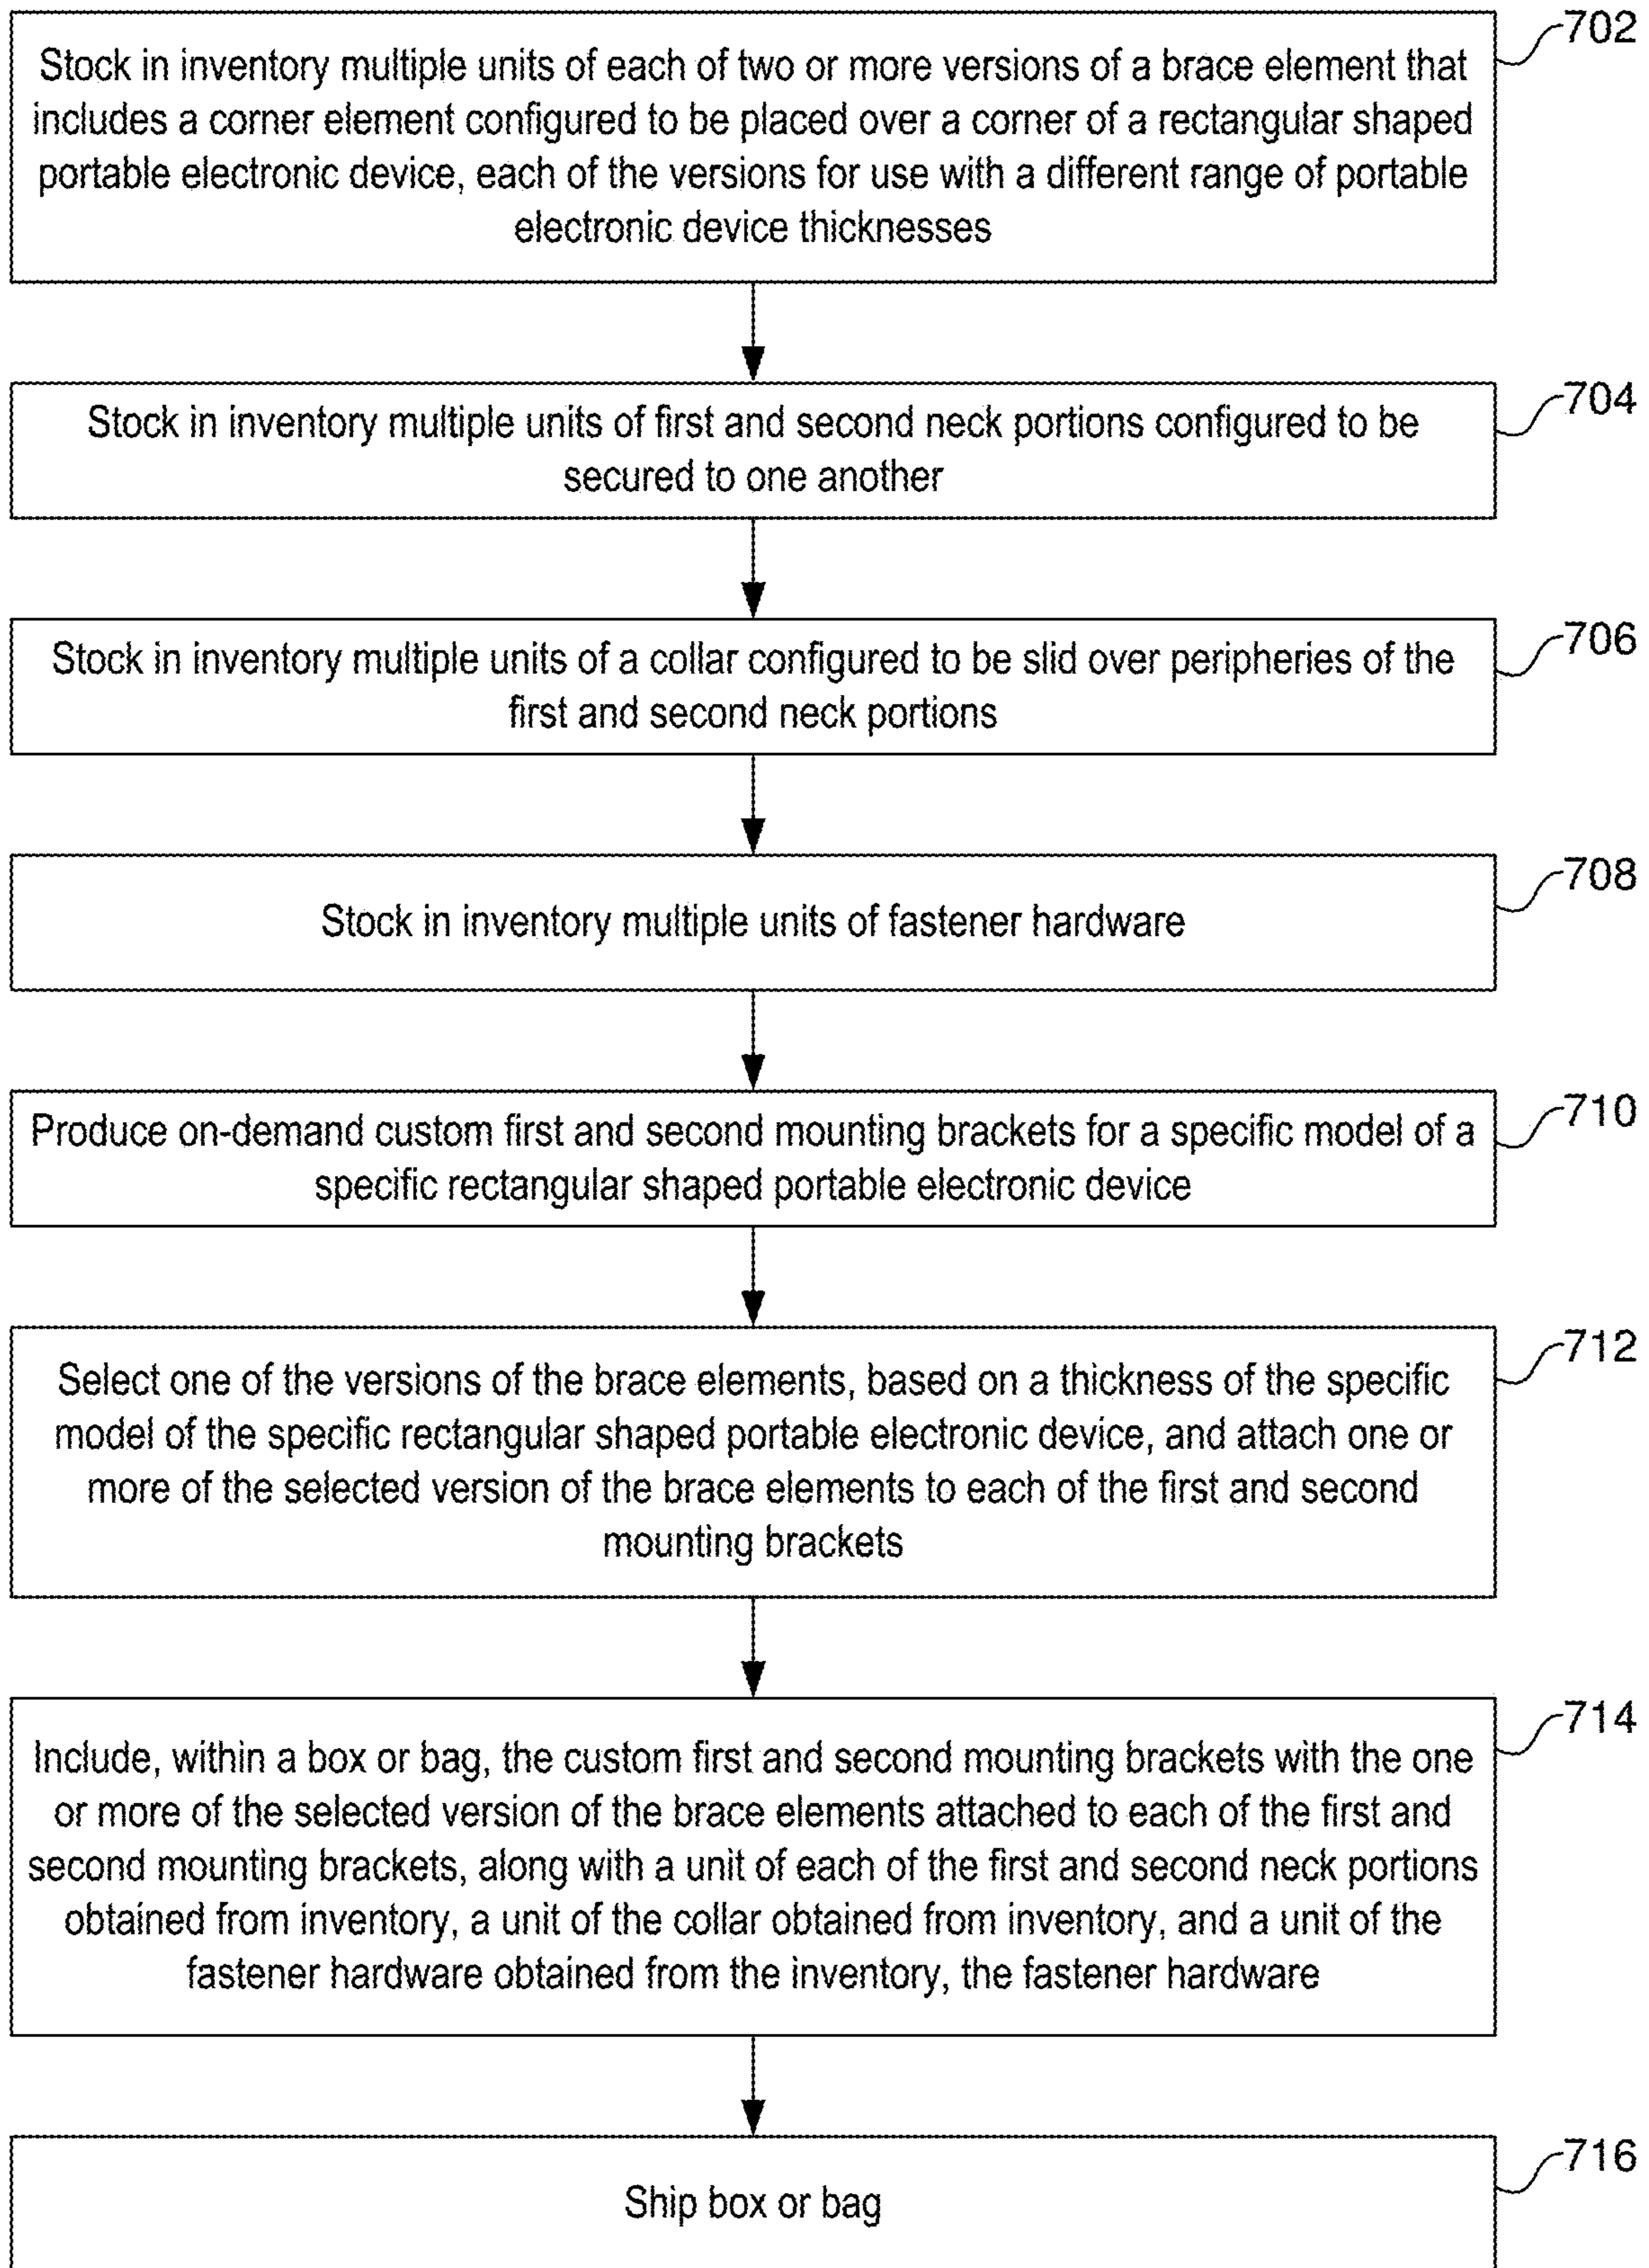 702
Stock in inventory multiple units of each of two or more versions of a brace element that
includes a corner element configured to be placed over a corner of a rectangular shaped
portable electronic device, each of the versions for use with a different range of portable
electronic device thicknesses
704
Stock in inventory multiple units of first and second neck portions configured to be
secured to one another
706
Stock in inventory multiple units of a collar configured to be slid over peripheries of the
first and second neck portions
708
Stock in inventory multiple units of fastener hardware
710
Produce on-demand custom first and second mounting brackets for a specific model of a
specific rectangular shaped portable electronic device
712
Select one of the versions of the brace elements, based on a thickness of the specific
model of the specific rectangular shaped portable electronic device, and attach one or
more of the selected version of the brace elements to each of the first and second
mounting brackets
714
Include, within a box or bag, the custom first and second mounting brackets with the one
or more of the selected version of the brace elements attached to each of the first and
second mounting brackets, along with a unit of each of the first and second neck portions
obtained from inventory, a unit of the collar obtained from inventory, and a unit of the
fastener hardware obtained from the inventory, the fastener hardware
716
Ship box or bag